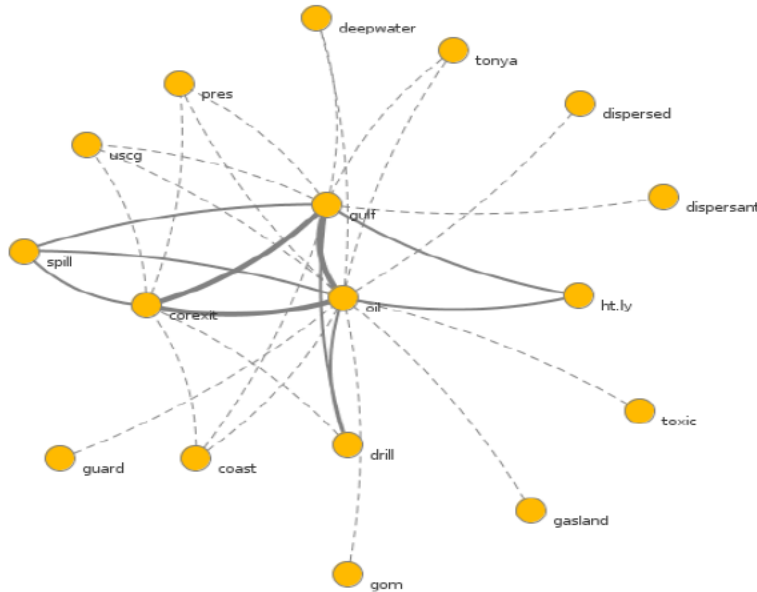 deepwater
tonya
pres
dispersed
uscg
dispersant
gulf
spill
ht.ly
oil
corexit
toxic
drill
guard
coast
gasland
gom